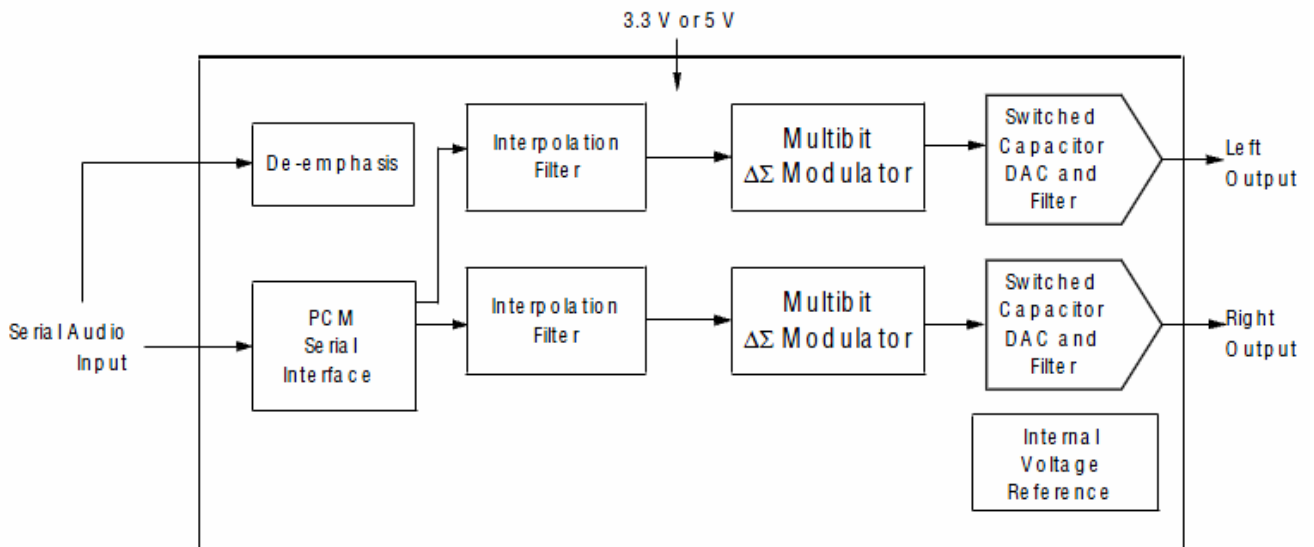 3.3 V or 5 V
De-emphasis
Interpolation
Filter
Multibit
ΔΣ Modulator
Switched
Capacitor
DAC and
Filter
Left
Output
Serial Audio
Input
PCM
Serial
Interface
Interpolation
Filter
Multibit
ΔΣ Modulator
Switched
Capacitor
DAC and
Filter
Right
Output
Internal
Voltage
Reference